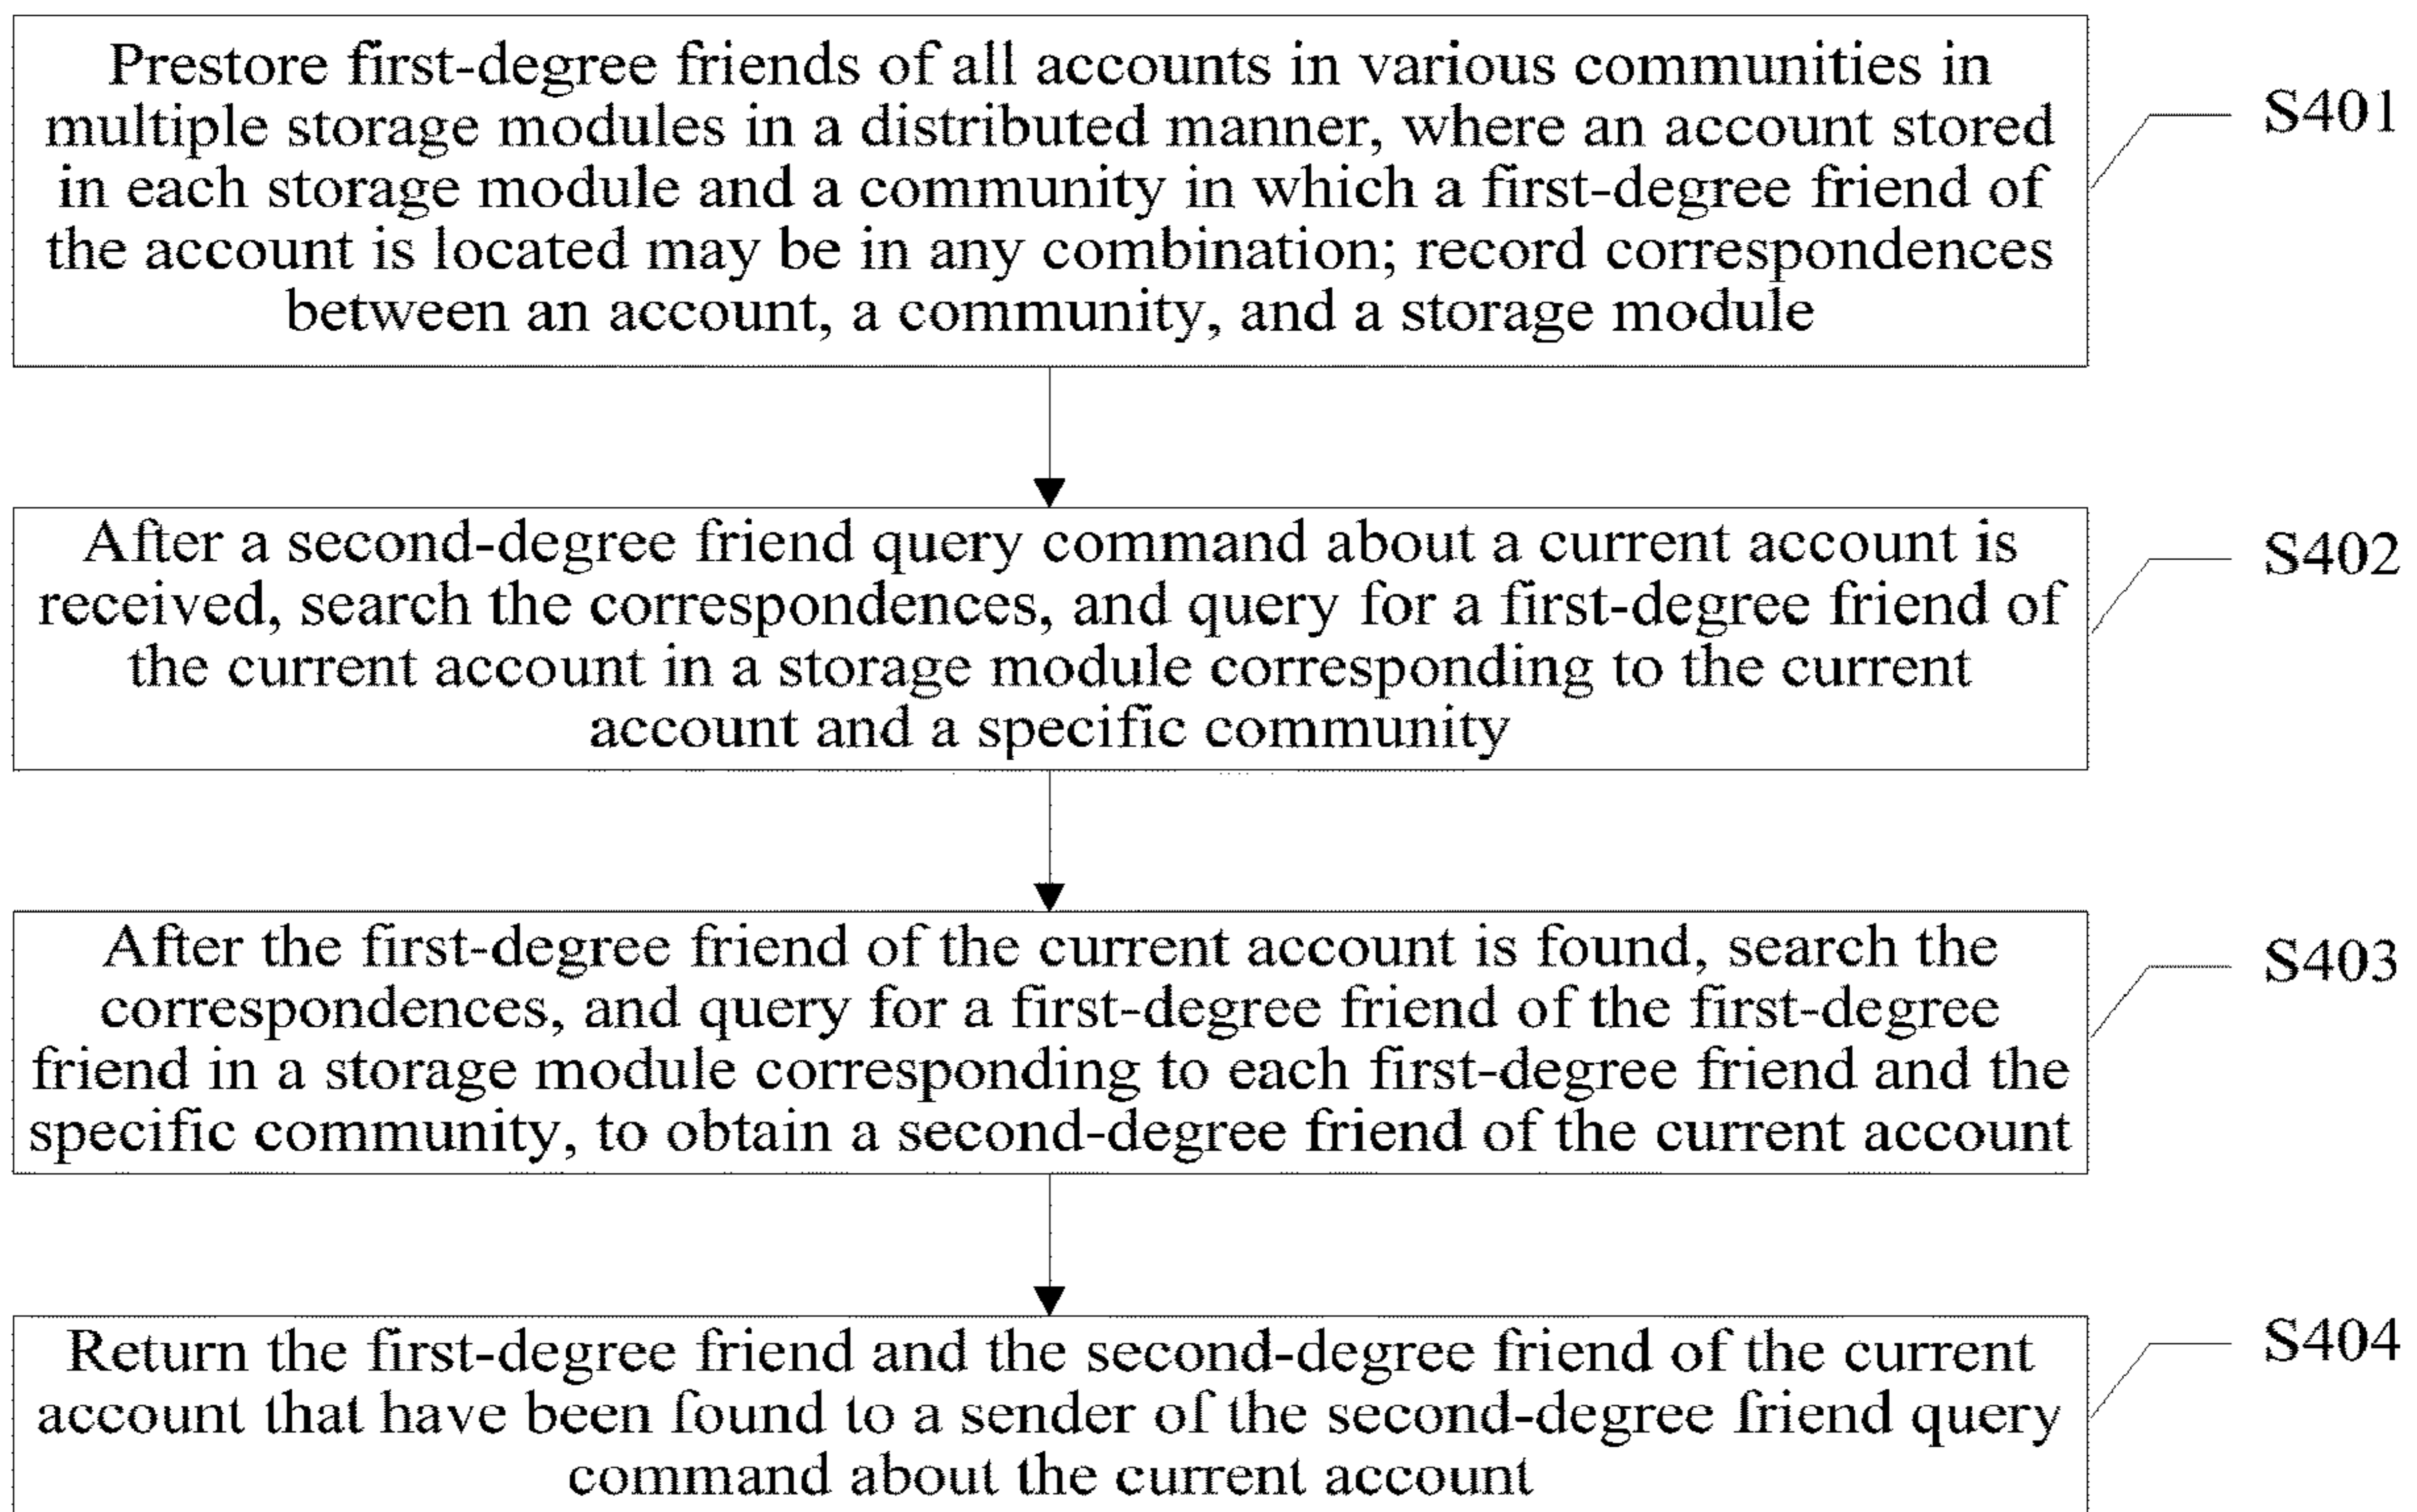 Prestore first-degree friends of all accounts in various communities in
multiple storage modules in a distributed manner, where an account stored
in each storage module and a community in which a first-degree friend of
the account is located may be in any combination; record correspondences
between an account, a community, and a storage module
S401
After a second-degree friend query command about a current account is
received, search the correspondences, and query for a first-degree friend of
the current account in a storage module corresponding to the current
account and a specific community
S402
After the first-degree friend of the current account is found, search the
correspondences, and query for a first-degree friend of the first-degree
friend in a storage module corresponding to each first-degree friend and the
specific community, to obtain a second-degree friend of the current account
S403
Return the first-degree friend and the second-degree friend of the current
account that have been found to a sender of the second-degree friend query
command about the current account
S404